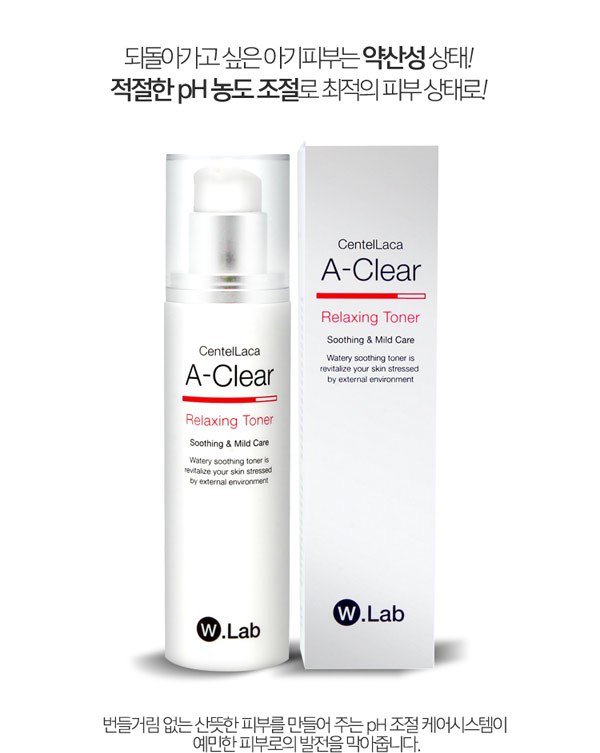 되돌아가고 싶은 아기피부는 약산성 상태!
적절한 pH 농도 조절로 최적의 피부 상태로!
CentelLaca
A-Clear
Relaxing Toner
Soothing & Mild Care
Watery soothing toner is
revitalize your skin stressed
by external environment
W.Lab
CentelLaca
A-Clear
Relaxing Toner
Soothing & Mild Care
Watery soothing toner is
revitalize your skin stressed
by external environment
W.Lab
번들거림 없는 산뜻한 피부를 만들어 주는 pH 조절 케어시스템이
예민한 피부로의 발전을 막아줍니다.